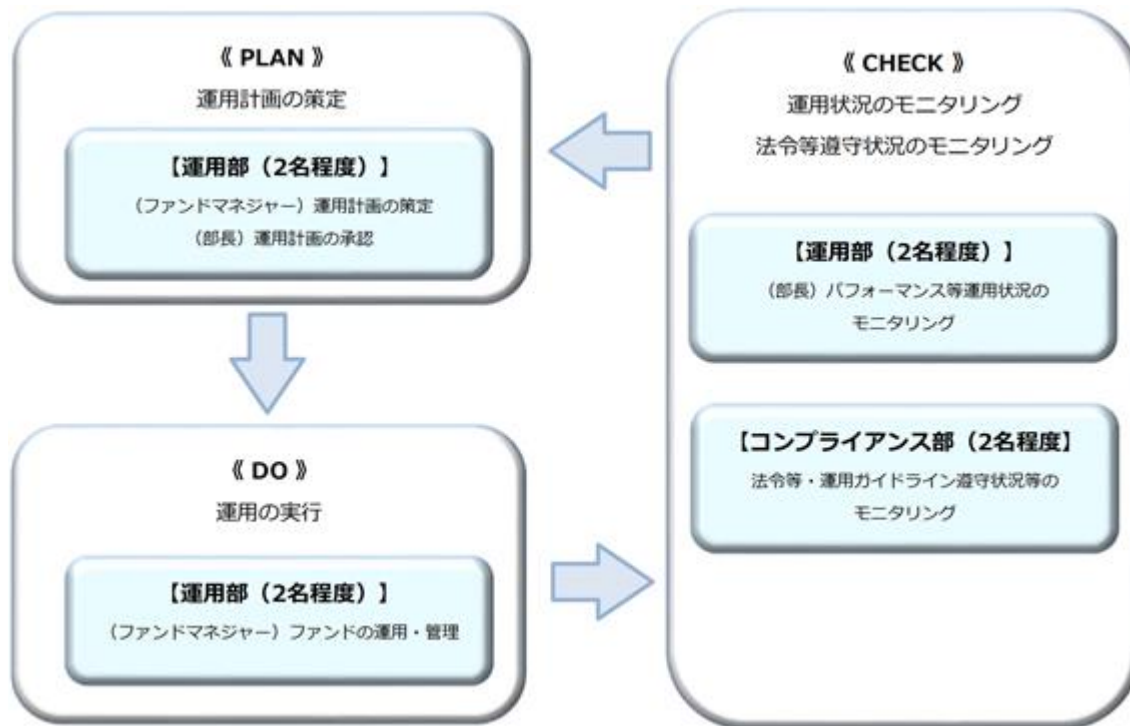 《 PLAN 》
運用計画の策定
【運用部（2名程度）】
（ファンドマネジャー）運用計画の策定
（部長）運用計画の承認
《 DO 》
運用の実行
【運用部（2名程度）】
（ファンドマネジャー）ファンドの運用・管理
《 CHECK 》
運用状況のモニタリング
法令等遵守状況のモニタリング
【運用部（2名程度）】
（部長）パフォーマンス等運用状況の
モニタリング
【コンプライアンス部（2名程度】
法令等・運用ガイドライン遵守状況等の
モニタリング